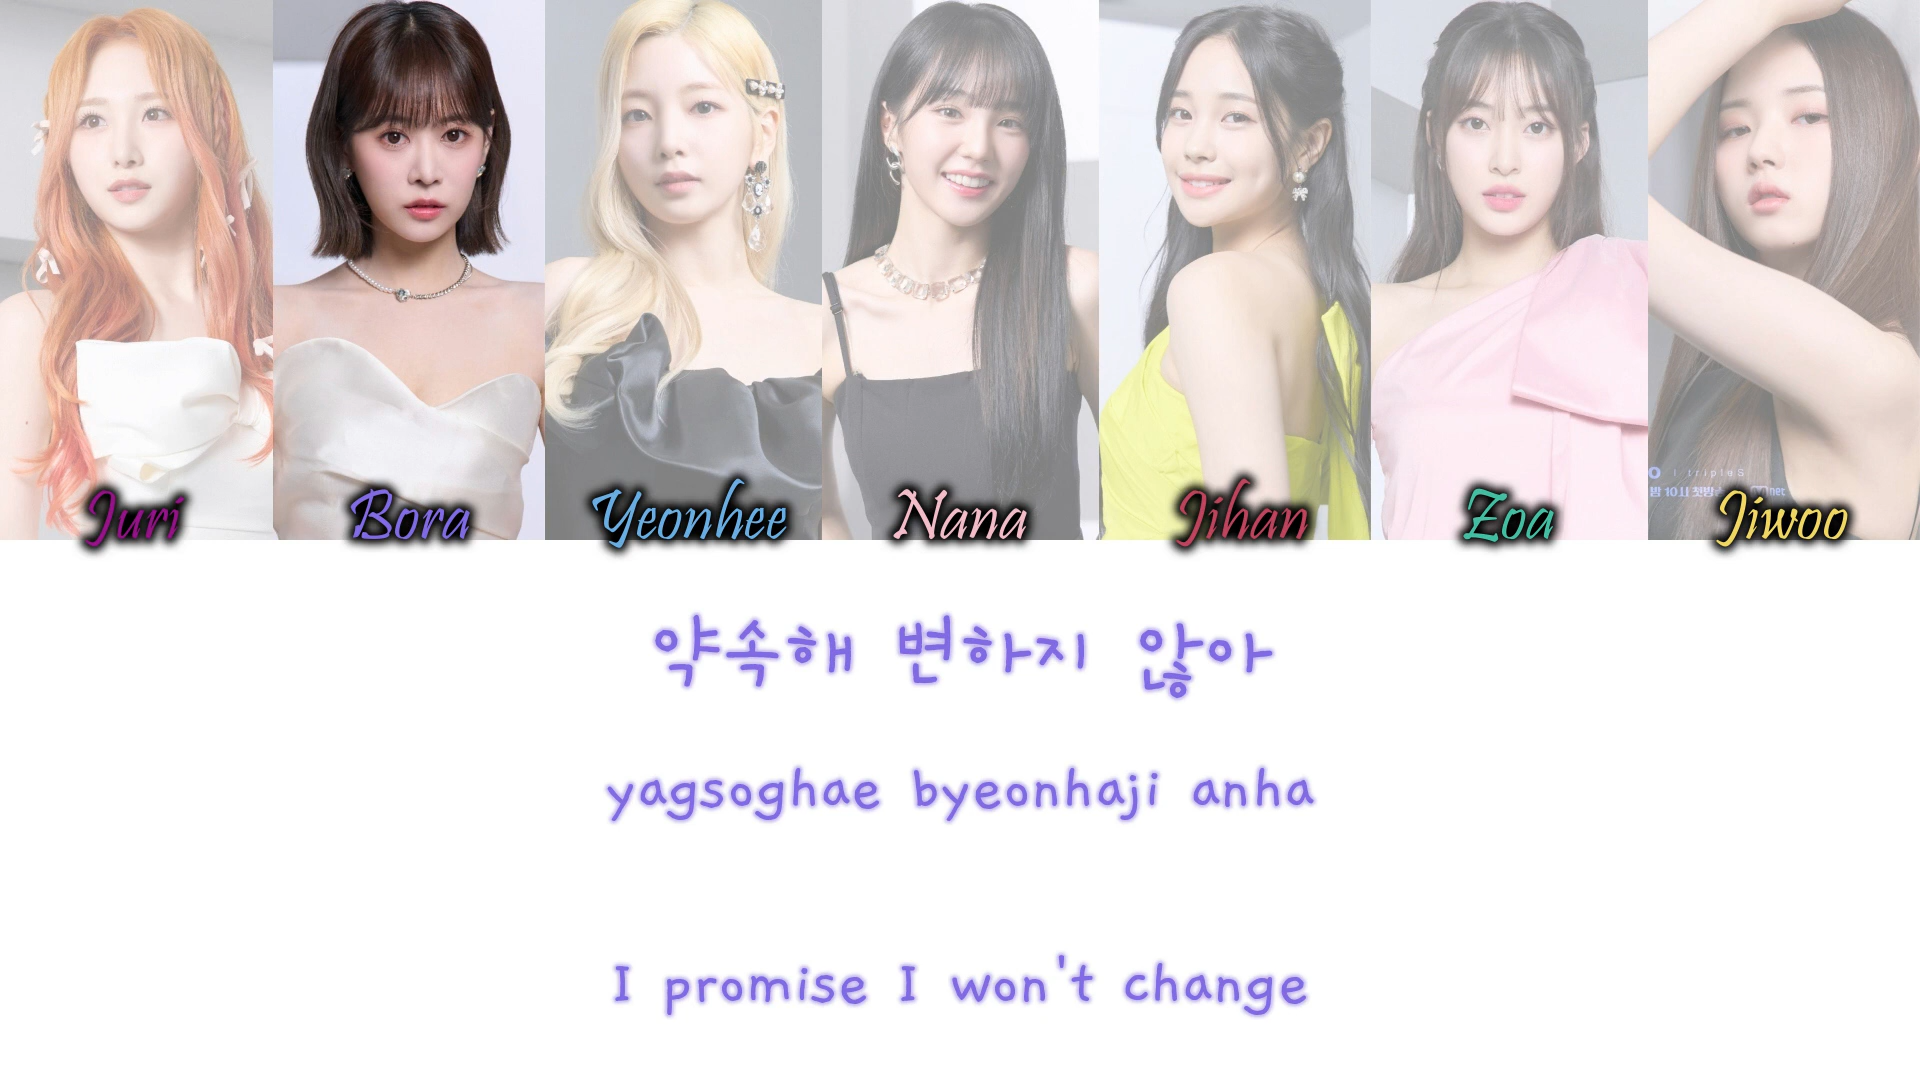 I tripleS
Juri Bora Yeonhee Nana Jihan Zoa Jiwoo
약속해 변하지 않아
yagsoghae byeonhaji anha
I promise I won't change